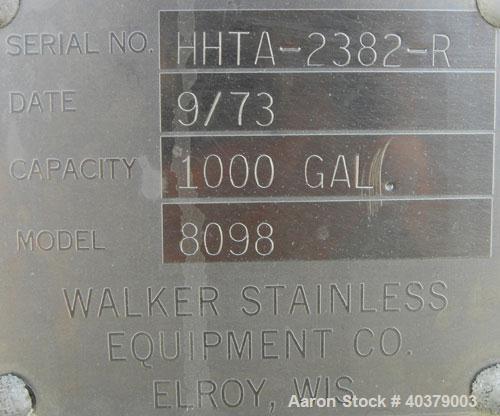 SERIAL NO. HHTA-2382-R
DATE 9/73
CAPACITY 1000 GAL.
MODEL 8098
WALKER STAINLESS
EQUIPMENT CO.
ELROY, WIS.
Aaron Stock # 40379003